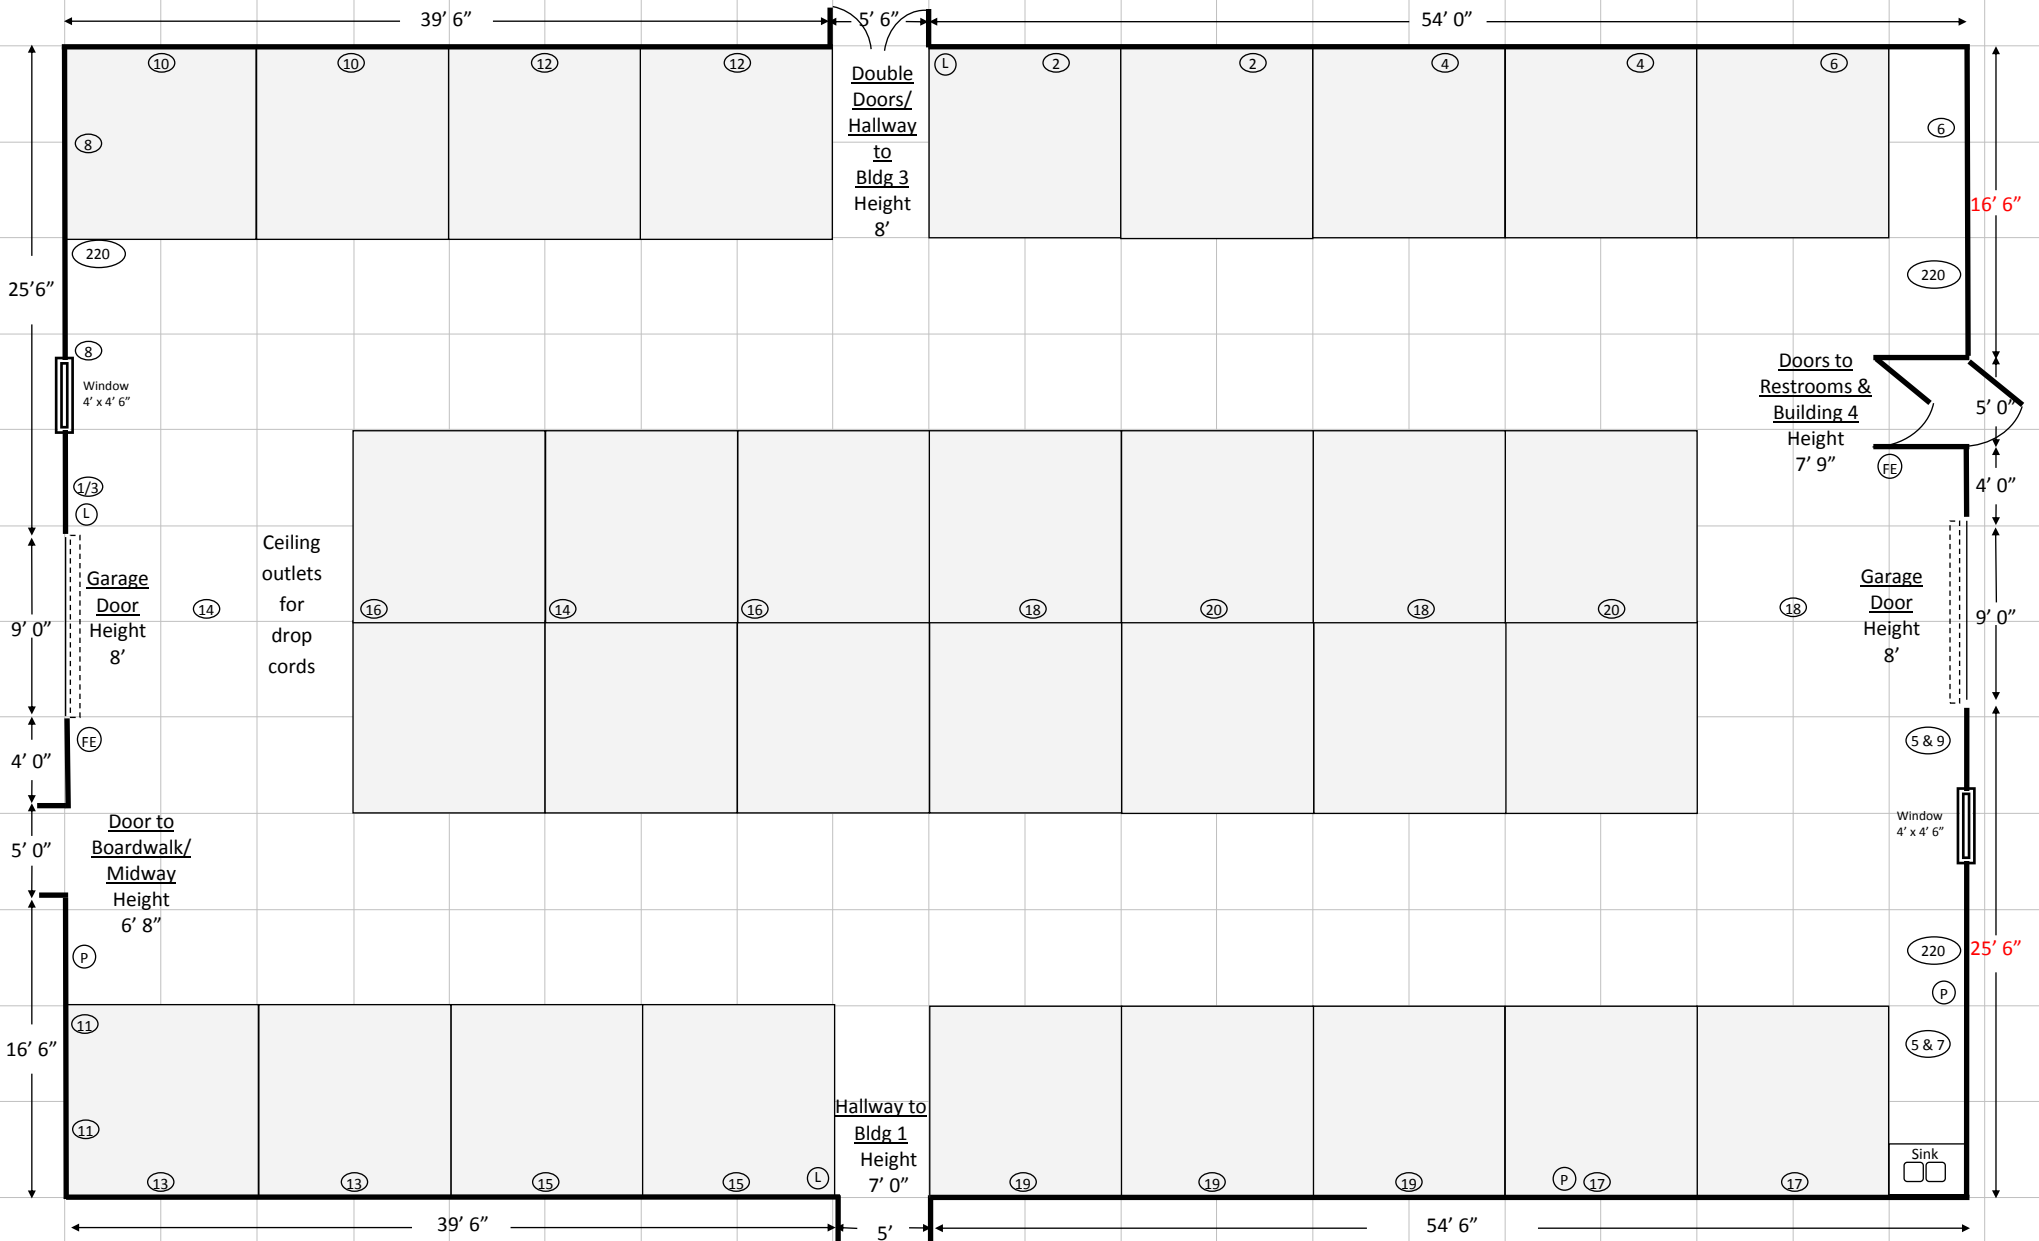 39’ 6”
5’ 6”
54’ 0”
10
10
12
12
L
2
2
4
4
6
Double
Doors/
Hallway
to
Bldg 3
Height
8’
8
6
16’ 6”
220
220
25’6”
8
Window
4’ x 4’ 6”
Doors to
Restrooms &
Building 4
Height
7’ 9”
5’ 0”
FE
4’ 0”
1/3
L
Ceiling
outlets
for
drop
cords
Garage
Door
Height
8’
9’ 0”
14
16
14
16
18
20
18
20
18
Garage
Door
Height
8’
9’ 0”
FE
4’ 0”
5 & 9
Door to
Boardwalk/
Midway
Height
6’ 8”
5’ 0”
Window
4’ x 4’ 6”
P
220
25’ 6”
P
11
16’ 6”
5 & 7
11
Hallway to
Bldg 1
Height
7’ 0”
13
13
15
15
L
19
19
19
P
17
17
Sink
39’ 6”
5’
54’ 6”